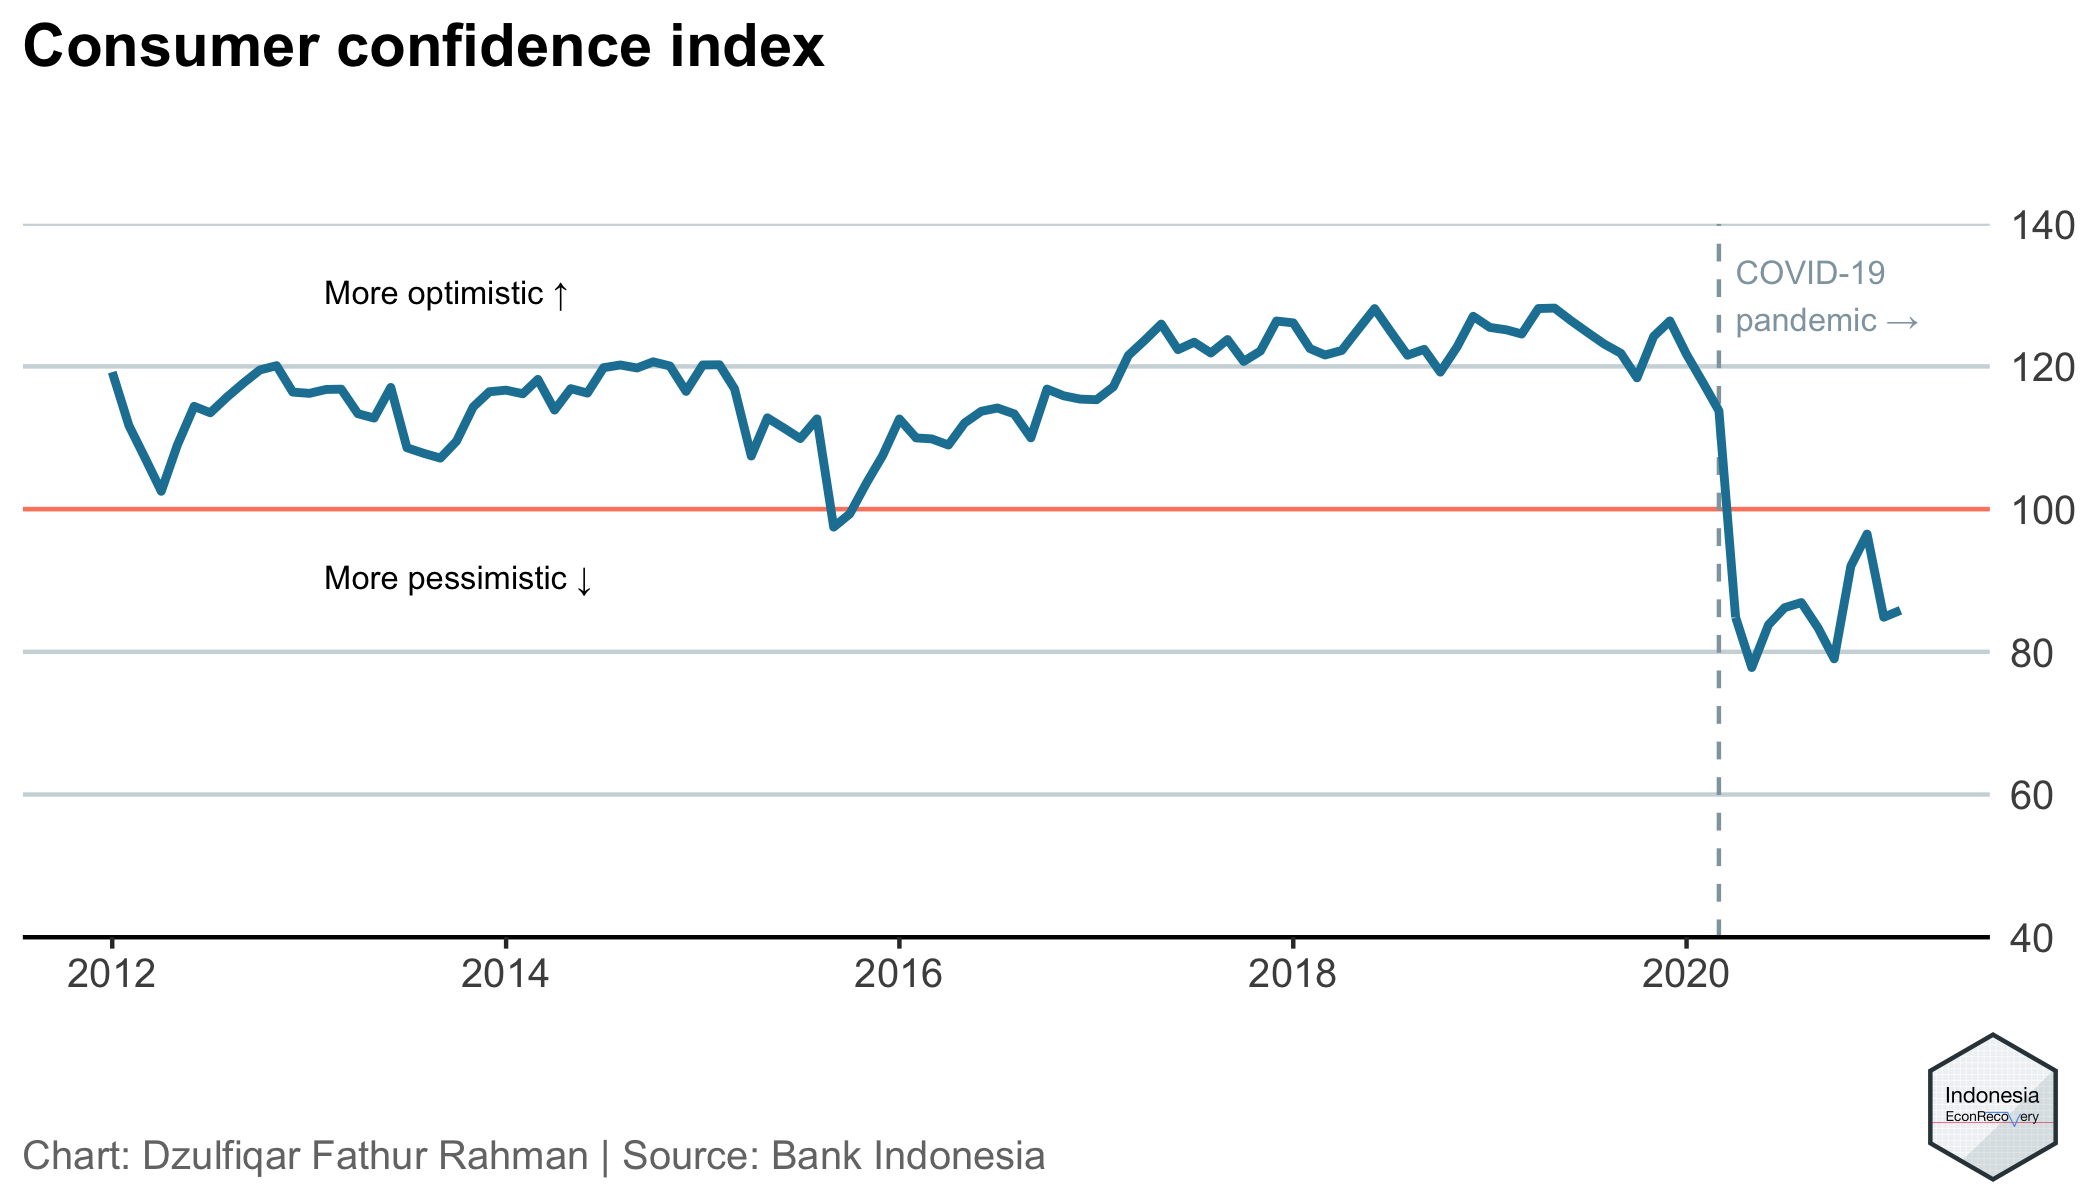 Consumer confidence index
140
More optimistic ↑
COVID-19
pandemic →
120
100
More pessimistic ↓
80
60
40
2012 2014 2016 2018 2020
Indonesia
EconRecovery
Chart: Dzulfiqar Fathur Rahman | Source: Bank Indonesia